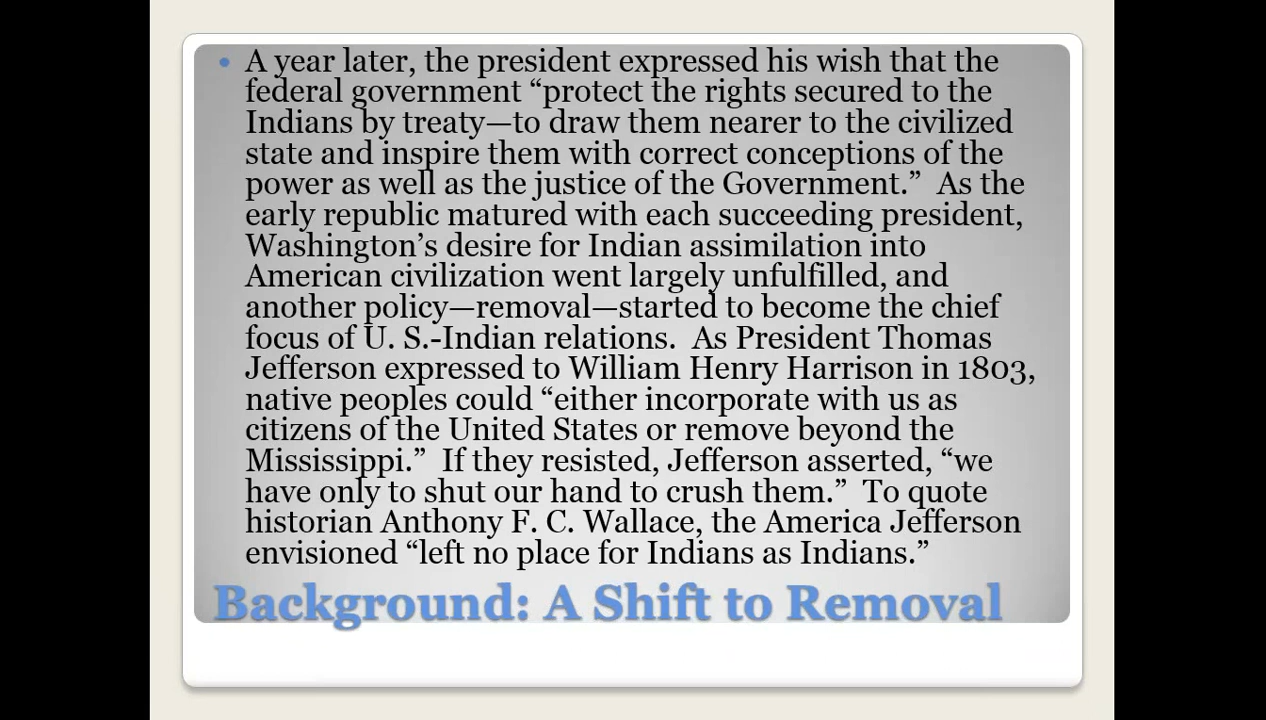 A year later, the president expressed his wish that the
federal government “protect the rights secured to the
Indians by treaty—to draw them nearer to the civilized
state and inspire them with correct conceptions of the
power as well as the justice of the Government.”  As the
early republic matured with each succeeding president,
Washington’s desire for Indian assimilation into
American civilization went largely unfulfilled, and
another policy—removal—started to become the chief
focus of U. S.-Indian relations.  As President Thomas
Jefferson expressed to William Henry Harrison in 1803,
native peoples could “either incorporate with us as
citizens of the United States or remove beyond the
Mississippi.”  If they resisted, Jefferson asserted, “we
have only to shut our hand to crush them.”  To quote
historian Anthony F. C. Wallace, the America Jefferson
envisioned “left no place for Indians as Indians.”
Background: A Shift to Removal